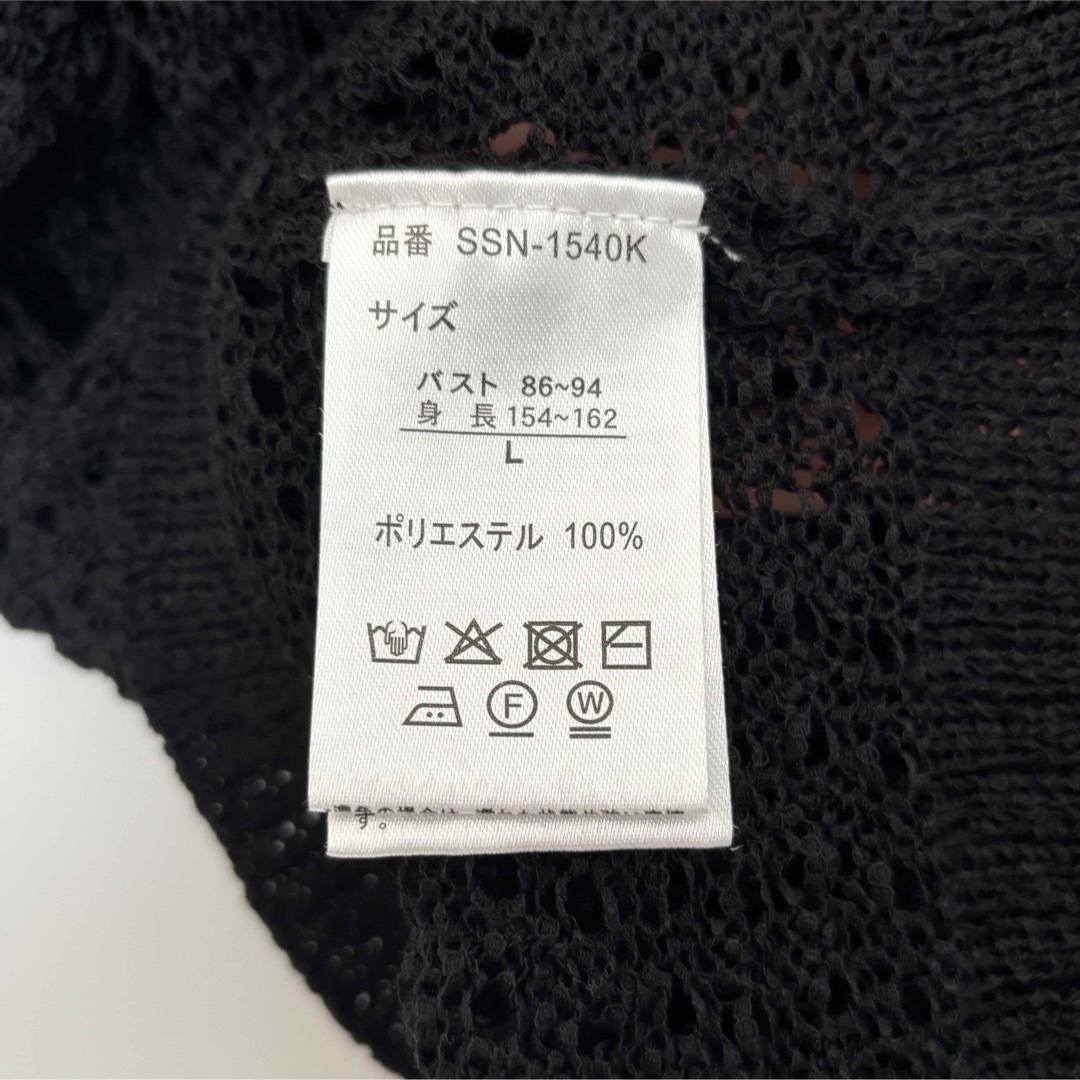 品番 SSN-1540K
サイズ
バスト 86~94
身 長 154~162
L
ポリエステル 100%
F W
す。